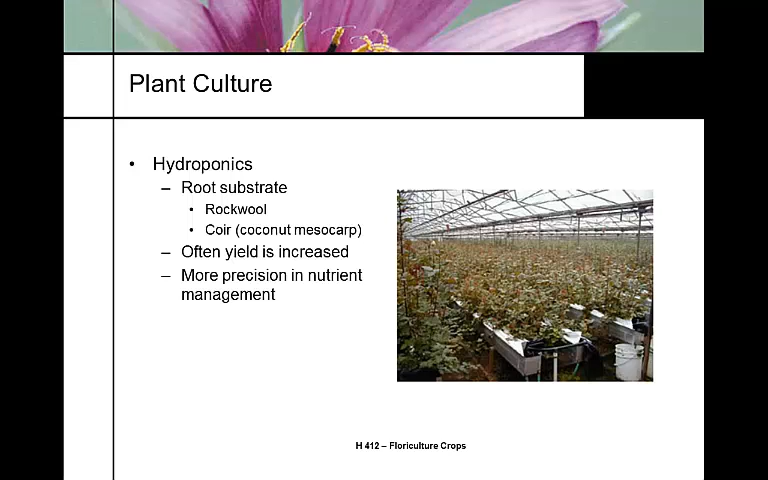 Plant Culture
• Hydroponics
– Root substrate
• Rockwool
• Coir (coconut mesocarp)
– Often yield is increased
– More precision in nutrient
management
H 412 – Floriculture Crops